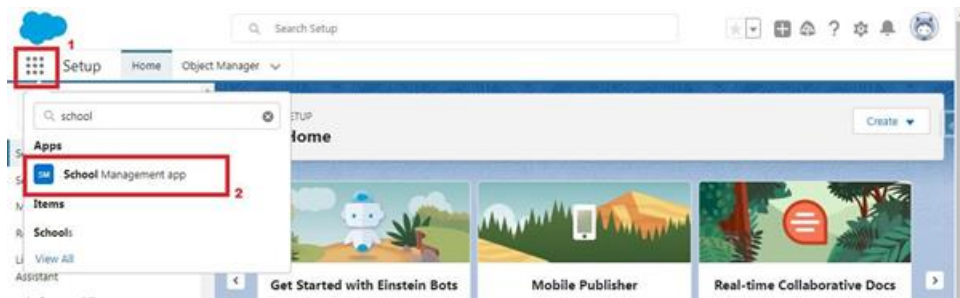 Search Setup
1
Setup Home Object Manager
school
ETUP
Home
Create
Apps
SM School Management app
2
Items
Schools
View All
Assistant
Get Started with Einstein Bots
Mobile Publisher
Real-time Collaborative Docs